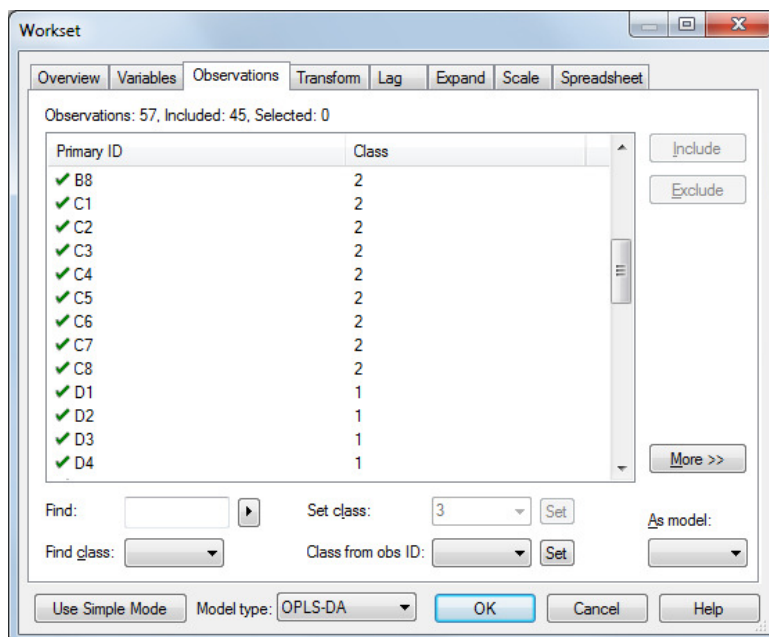 Workset
Overview Variables Observations Transform Lag Expand Scale Spreadsheet
Observations: 57, Included: 45, Selected: 0
Primary ID Class
B8 2
C1 2
C2 2
C3 2
C4 2
C5 2
C6 2
C7 2
C8 2
D1 1
D2 1
D3 1
D4 1
Include
Exclude
More >>
Find: Set class: 3 Set
As model:
Find class: Class from obs ID: Set
Use Simple Mode Model type: OPLS-DA OK Cancel Help